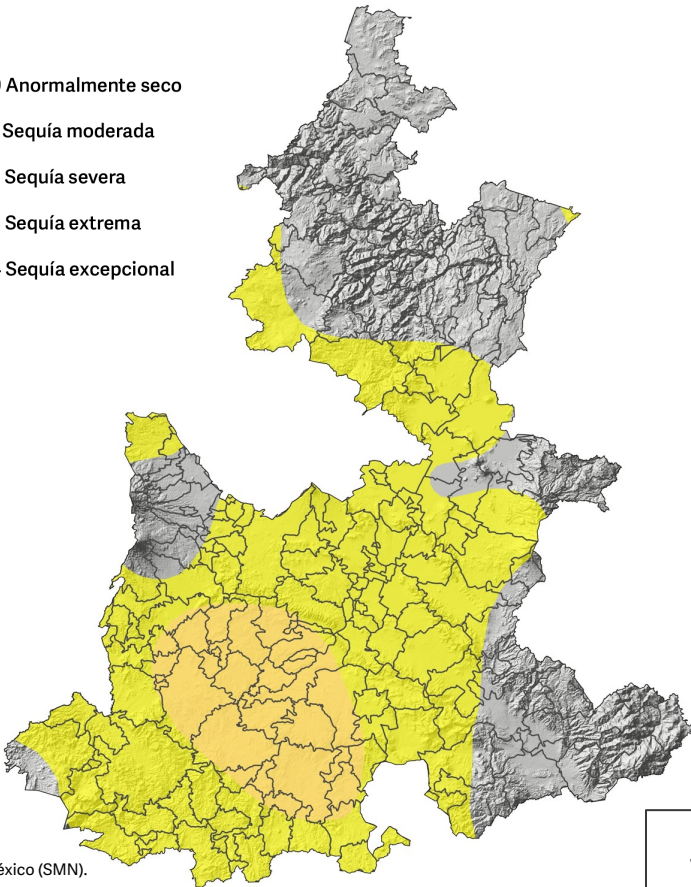 Anormalmente seco
Sequía moderada
Sequía severa
Sequía extrema
Sequía excepcional
éxico (SMN).